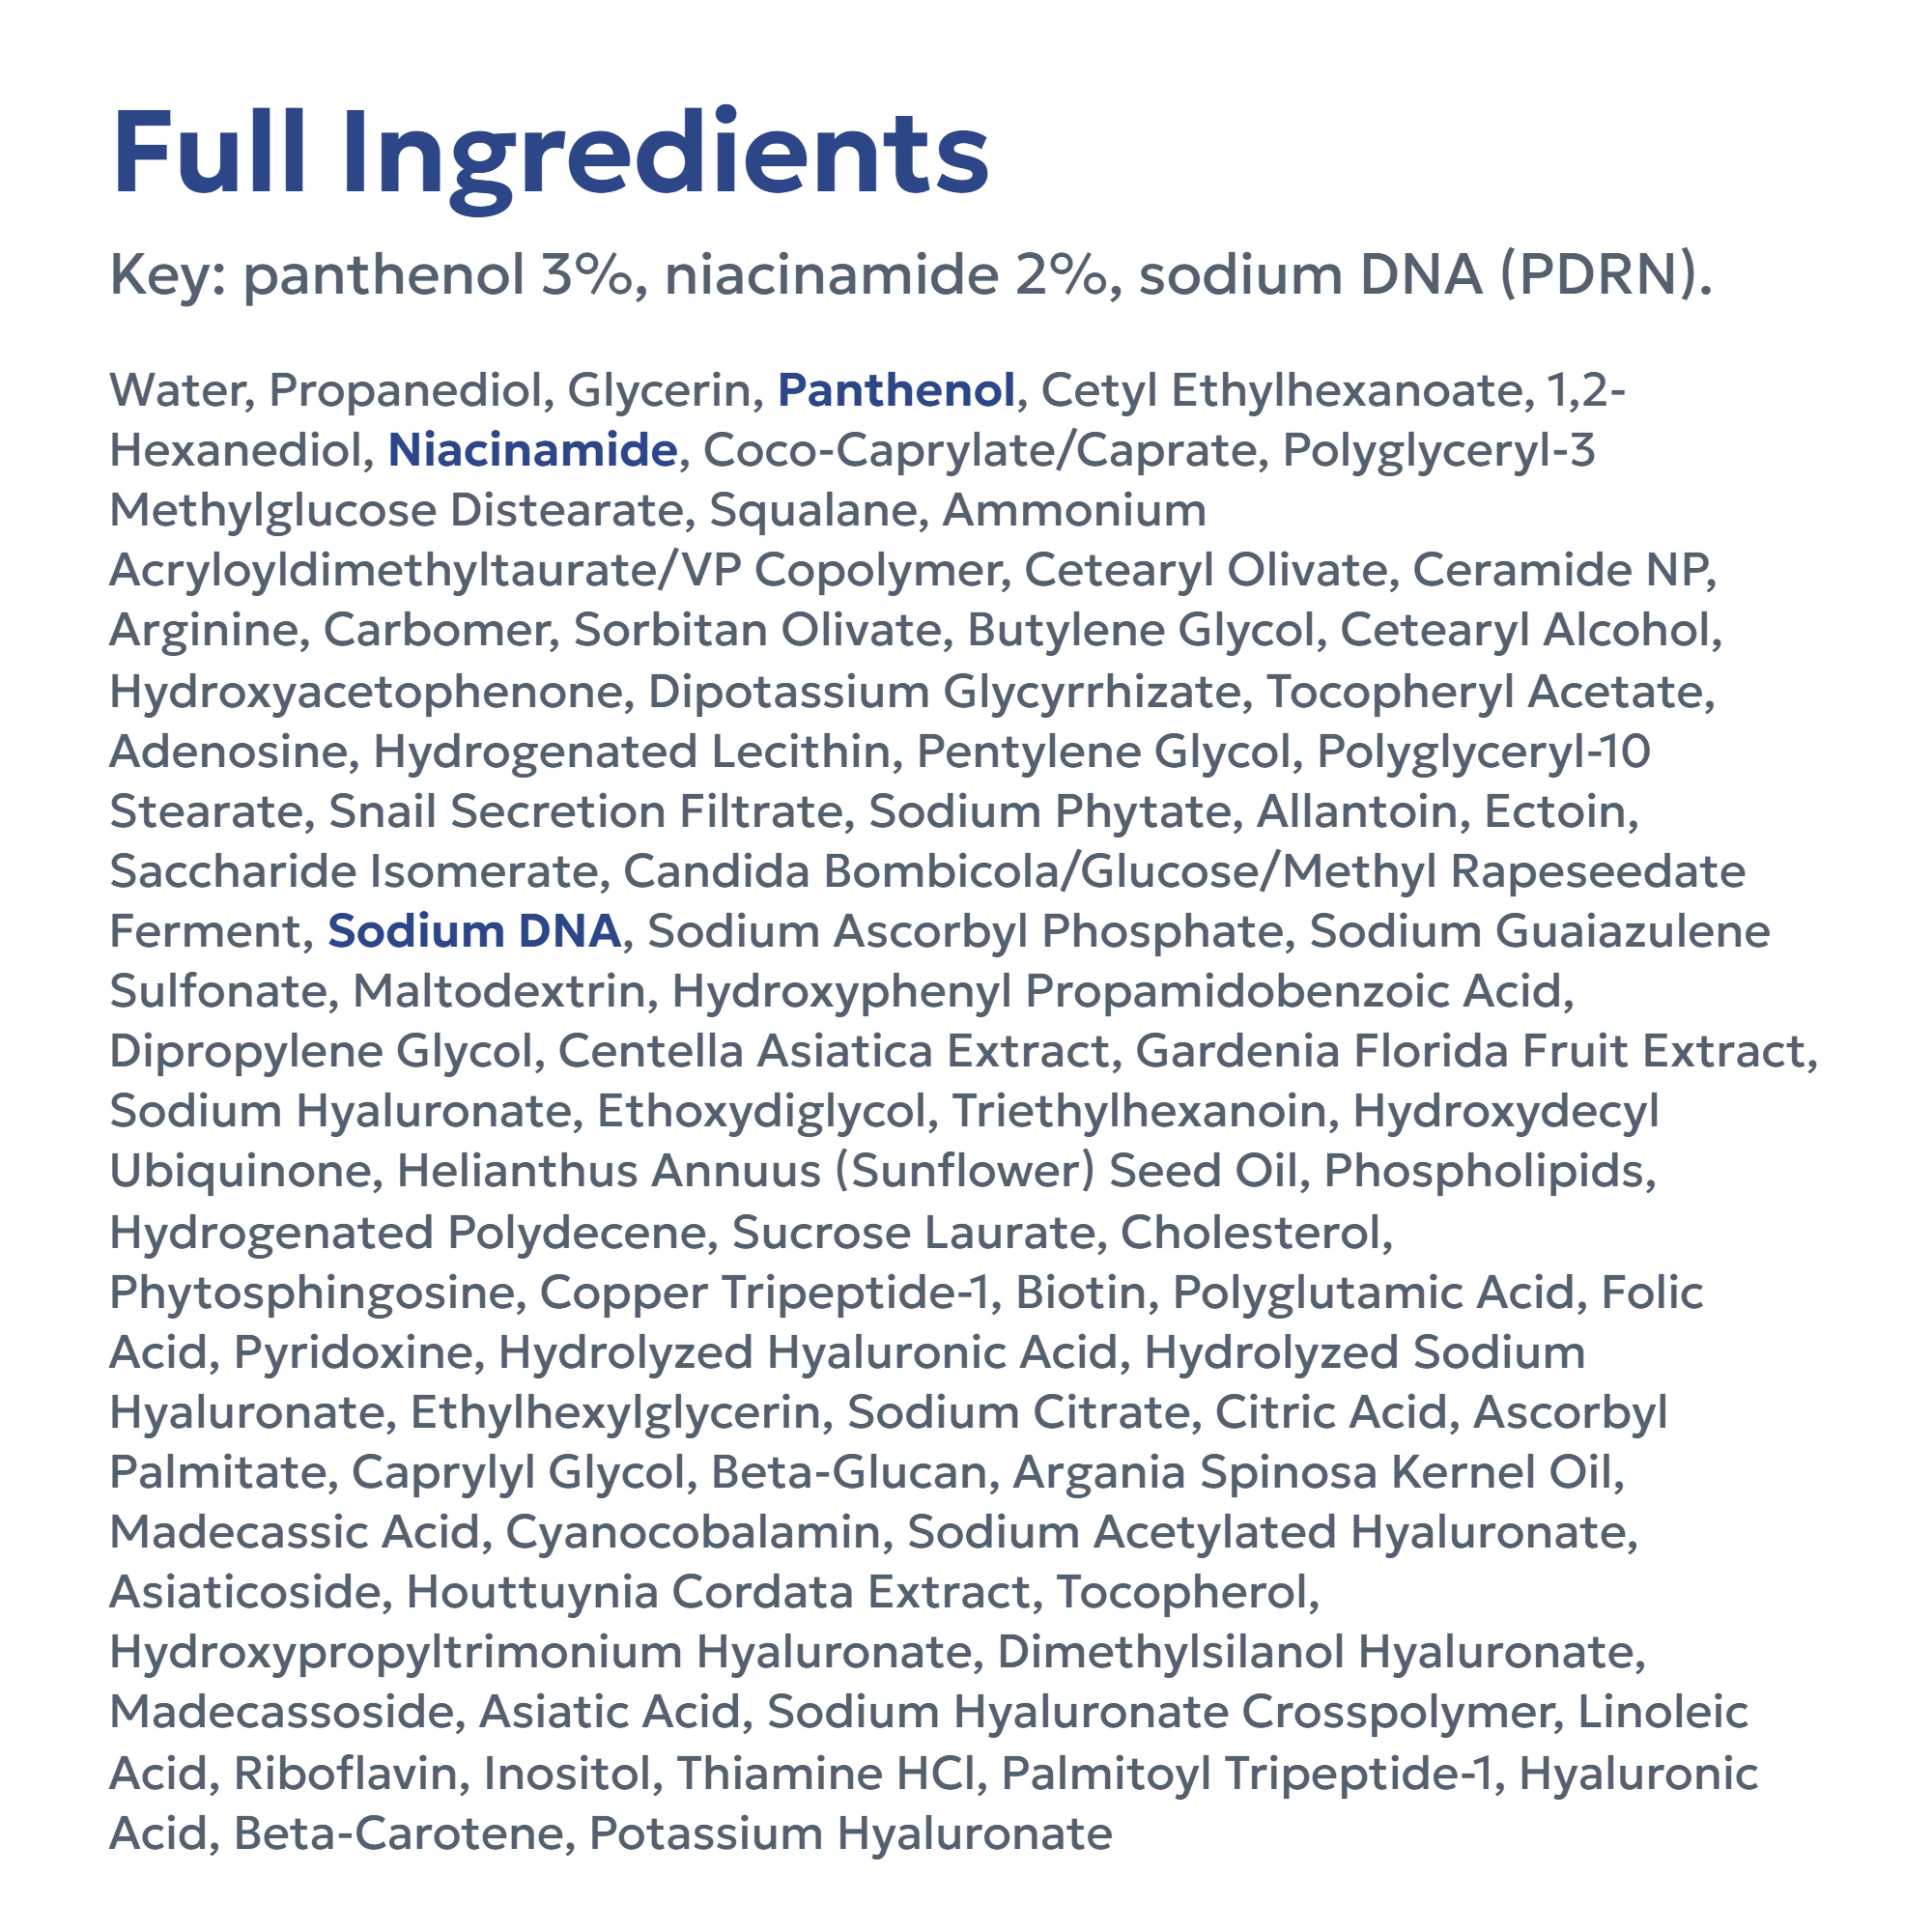 Full Ingredients
Key: panthenol 3%, niacinamide 2%, sodium DNA (PDRN).
Water, Propanediol, Glycerin, Panthenol, Cetyl Ethylhexanoate, 1,2-
Hexanediol, Niacinamide, Coco-Caprylate/Caprate, Polyglyceryl-3
Methylglucose Distearate, Squalane, Ammonium
Acryloyldimethyltaurate/VP Copolymer, Cetearyl Olivate, Ceramide NP,
Arginine, Carbomer, Sorbitan Olivate, Butylene Glycol, Cetearyl Alcohol,
Hydroxyacetophenone, Dipotassium Glycyrrhizate, Tocopheryl Acetate,
Adenosine, Hydrogenated Lecithin, Pentylene Glycol, Polyglyceryl-10
Stearate, Snail Secretion Filtrate, Sodium Phytate, Allantoin, Ectoin,
Saccharide Isomerate, Candida Bombicola/Glucose/Methyl Rapeseedate
Ferment, Sodium DNA, Sodium Ascorbyl Phosphate, Sodium Guaiazulene
Sulfonate, Maltodextrin, Hydroxyphenyl Propamidobenzoic Acid,
Dipropylene Glycol, Centella Asiatica Extract, Gardenia Florida Fruit Extract,
Sodium Hyaluronate, Ethoxydiglycol, Triethylhexanoin, Hydroxydecyl
Ubiquinone, Helianthus Annuus (Sunflower) Seed Oil, Phospholipids,
Hydrogenated Polydecene, Sucrose Laurate, Cholesterol,
Phytosphingosine, Copper Tripeptide-1, Biotin, Polyglutamic Acid, Folic
Acid, Pyridoxine, Hydrolyzed Hyaluronic Acid, Hydrolyzed Sodium
Hyaluronate, Ethylhexylglycerin, Sodium Citrate, Citric Acid, Ascorbyl
Palmitate, Caprylyl Glycol, Beta-Glucan, Argania Spinosa Kernel Oil,
Madecassic Acid, Cyanocobalamin, Sodium Acetylated Hyaluronate,
Asiaticoside, Houttuynia Cordata Extract, Tocopherol,
Hydroxypropyltrimonium Hyaluronate, Dimethylsilanol Hyaluronate,
Madecassoside, Asiatic Acid, Sodium Hyaluronate Crosspolymer, Linoleic
Acid, Riboflavin, Inositol, Thiamine HCl, Palmitoyl Tripeptide-1, Hyaluronic
Acid, Beta-Carotene, Potassium Hyaluronate